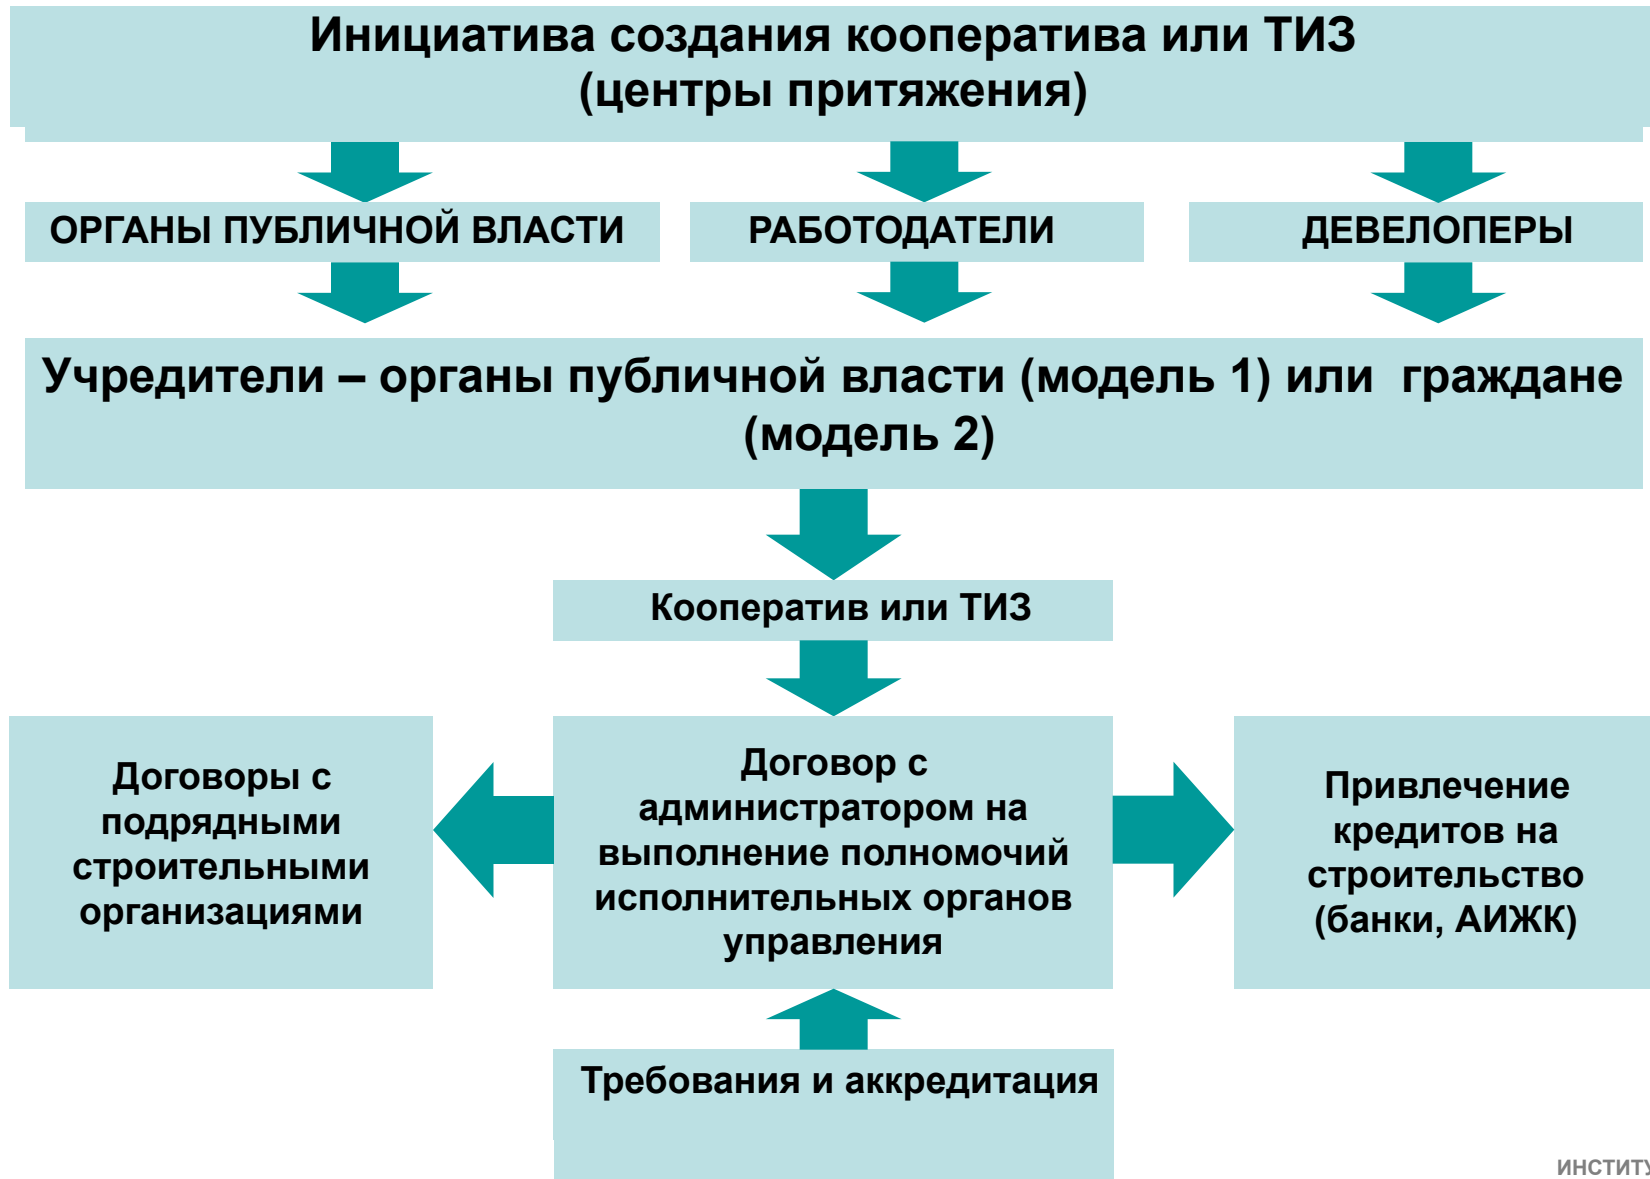 Инициатива создания кооператива или ТИЗ
(центры притяжения)
ОРГАНЫ ПУБЛИЧНОЙ ВЛАСТИ
РАБОТОДАТЕЛИ
ДЕВЕЛОПЕРЫ
Учредители – органы публичной власти (модель 1) или граждане
(модель 2)
Кооператив или ТИЗ
Договоры с
подрядными
строительными
организациями
Договор с
администратором на
выполнение полномочий
исполнительных органов
управления
Привлечение
кредитов на
строительство
(банки, АИЖК)
Требования и аккредитация